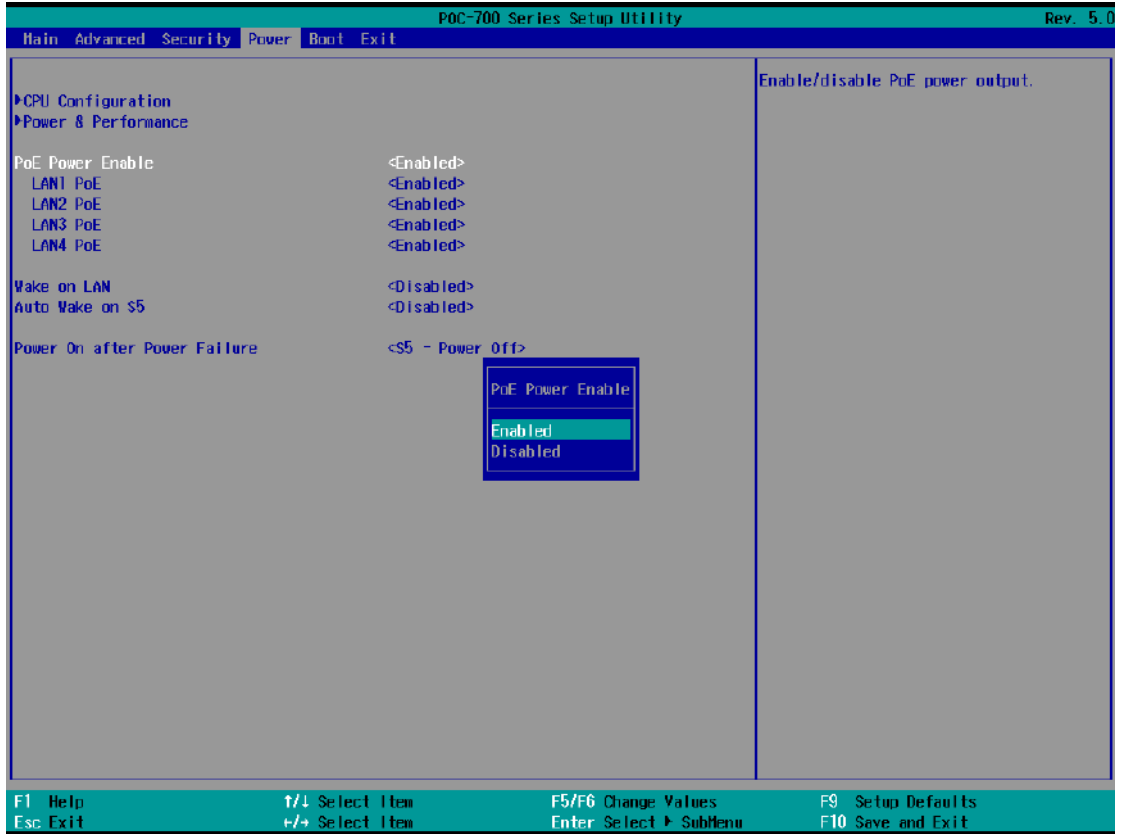 POC-700 Series Setup Utility Rev. 5.0
Main Advanced Security Power Boot Exit
Enable/disable PoE power output.
▶CPU Configuration
▶Power & Performance
PoE Power Enable <Enabled>
LAN1 PoE <Enabled>
LAN2 PoE <Enabled>
LAN3 PoE <Enabled>
LAN4 PoE <Enabled>
Wake on LAN <Disabled>
Auto Wake on S5 <Disabled>
Power On after Power Failure <S5 - Power Off>
PoE Power Enable
Enabled
Disabled
F1 Help ↑/↓ Select Item F5/F6 Change Values F9 Setup Defaults
Esc Exit ←/→ Select Item Enter Select ▶ SubMenu F10 Save and Exit